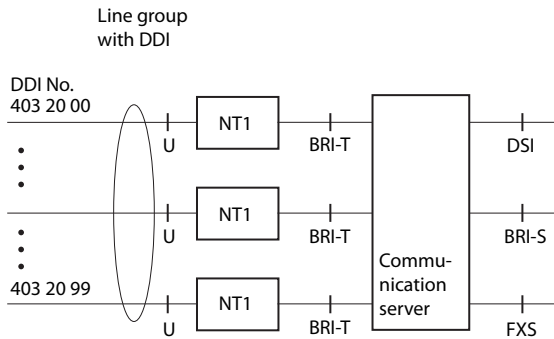 Line group
with DDI
DDI No.
403 20 00
NT1
U
BRI-T
DSI
NT1
U
BRI-T
BRI-S
403 20 99
NT1
U
BRI-T
Commu-
nication
server
FXS